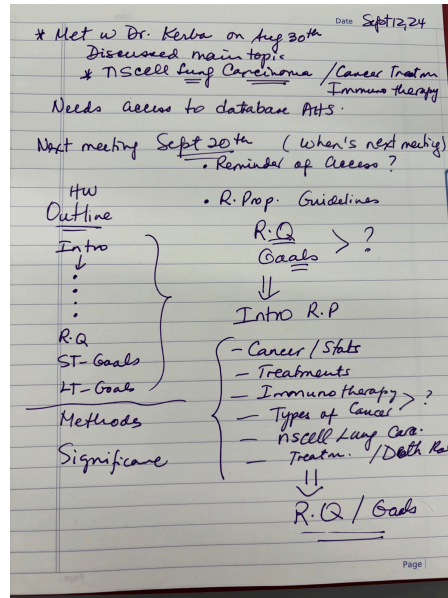 Date Sept 12, 24
* Met w Dr. Kerba on Aug 30th
Discussed main topic
* nscell Lung Carcinoma / Cancer Treatm
Immuno therapy
Needs access to database AHS.
Next meeting Sept 20th (when's next meeting)
• Reminder of access?
HW
Outline
Intro
↓
•
•
•
•
R.Q
ST-Goals
LT-Goals
Methods
Significane
• R. Prop. Guidelines
R.Q
Goals > ?
⇓
Intro R.P
- Cancer / Stats
- Treatments
- Immunotherapy > ?
- Types of Cancer
- nscell Lung Carc.
- Treatm. / Death Ra
⇓
R.Q / Goals
Page